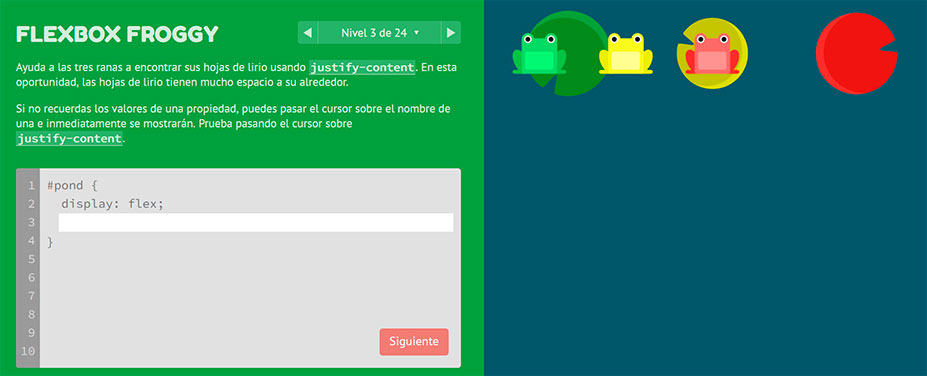 FLEXBOX FROGGY
Nivel 3 de 24
Ayuda a las tres ranas a encontrar sus hojas de lirio usando justify-content. En esta
oportunidad, las hojas de lirio tienen mucho espacio a su alrededor.
Si no recuerdas los valores de una propiedad, puedes pasar el cursor sobre el nombre de
una e inmediatamente se mostrarán. Prueba pasando el cursor sobre
justify-content.
1 #pond {
2 display: flex;
3
4 }
5
6
7
8
9
10
Siguiente